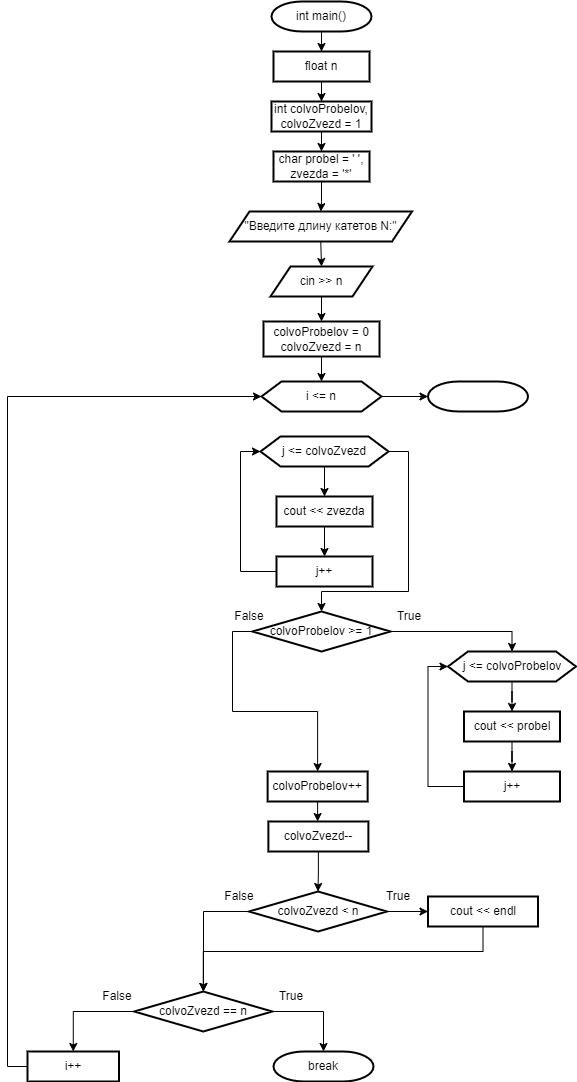 int main()
float n
int colvoProbelov,
colvoZvezd = 1
char probel = ' ',
zvezda = '*'
"Введите длину катетов N:"
cin >> n
colvoProbelov = 0
colvoZvezd = n
i <= n
j <= colvoZvezd
cout << zvezda
j++
False
True
colvoProbelov >= 1
j <= colvoProbelov
cout << probel
j++
colvoProbelov++
colvoZvezd--
False
True
colvoZvezd < n
cout << endl
False
True
colvoZvezd == n
i++
break